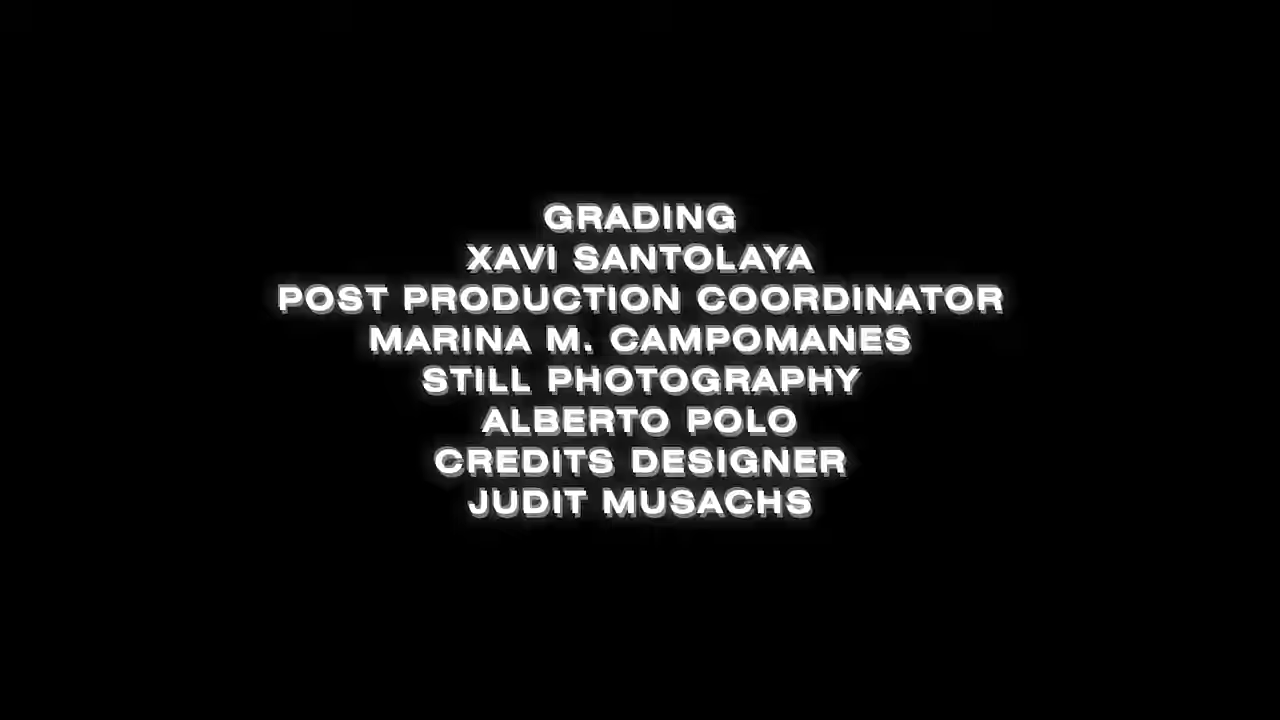 GRADING
XAVI SANTOLAYA
POST PRODUCTION COORDINATOR
MARINA M. CAMPOMANES
STILL PHOTOGRAPHY
ALBERTO POLO
CREDITS DESIGNER
JUDIT MUSACHS